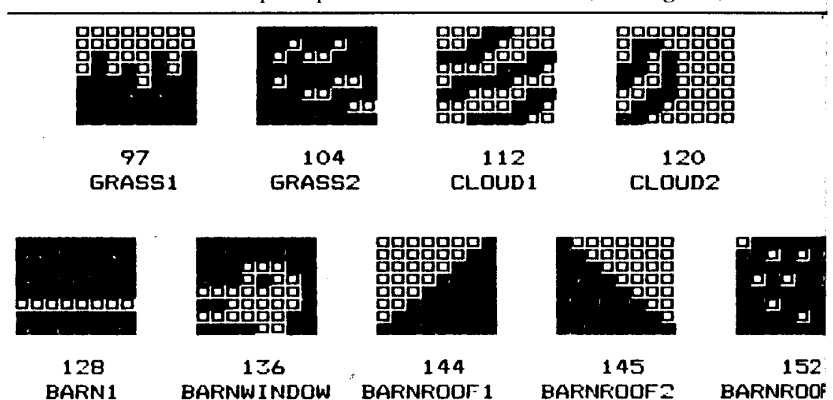 97 104 112 120
GRASS1 GRASS2 CLOUD1 CLOUD2
128 136 144 145 152
BARN1 BARNWINDOW BARNROOF1 BARNROOF2